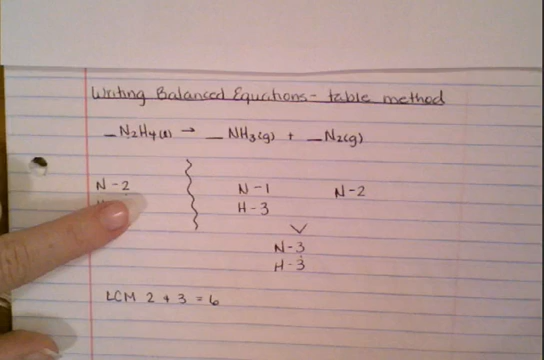 Writing Balanced Equations - table method
_N2H4(l) → _NH3(g) + _N2(g)
N-2 N-1 N-2
H-3
N-3
H-3
LCM 2 + 3 = 6